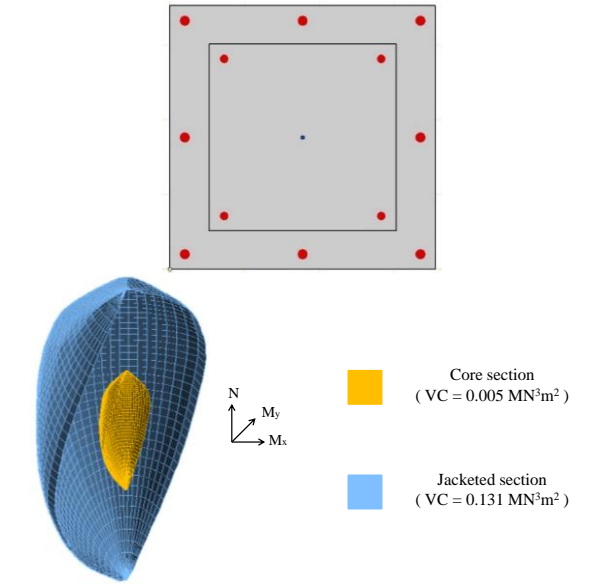 N
My
Mx
Core section
( VC = 0.005 MN³m² )
Jacketed section
( VC = 0.131 MN³m² )